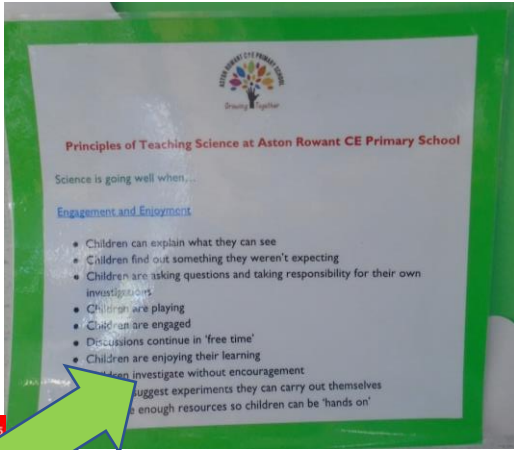 ASTON ROWANT C•E PRIMARY SCHOOL
Growing Together
Principles of Teaching Science at Aston Rowant CE Primary School
Science is going well when...
Engagement and Enjoyment
• Children can explain what they can see
• Children find out something they weren't expecting
• Children are asking questions and taking responsibility for their own
investigations
• Children are playing
• Children are engaged
• Discussions continue in 'free time'
• Children are enjoying their learning
investigate without encouragement
suggest experiments they can carry out themselves
enough resources so children can be 'hands on'